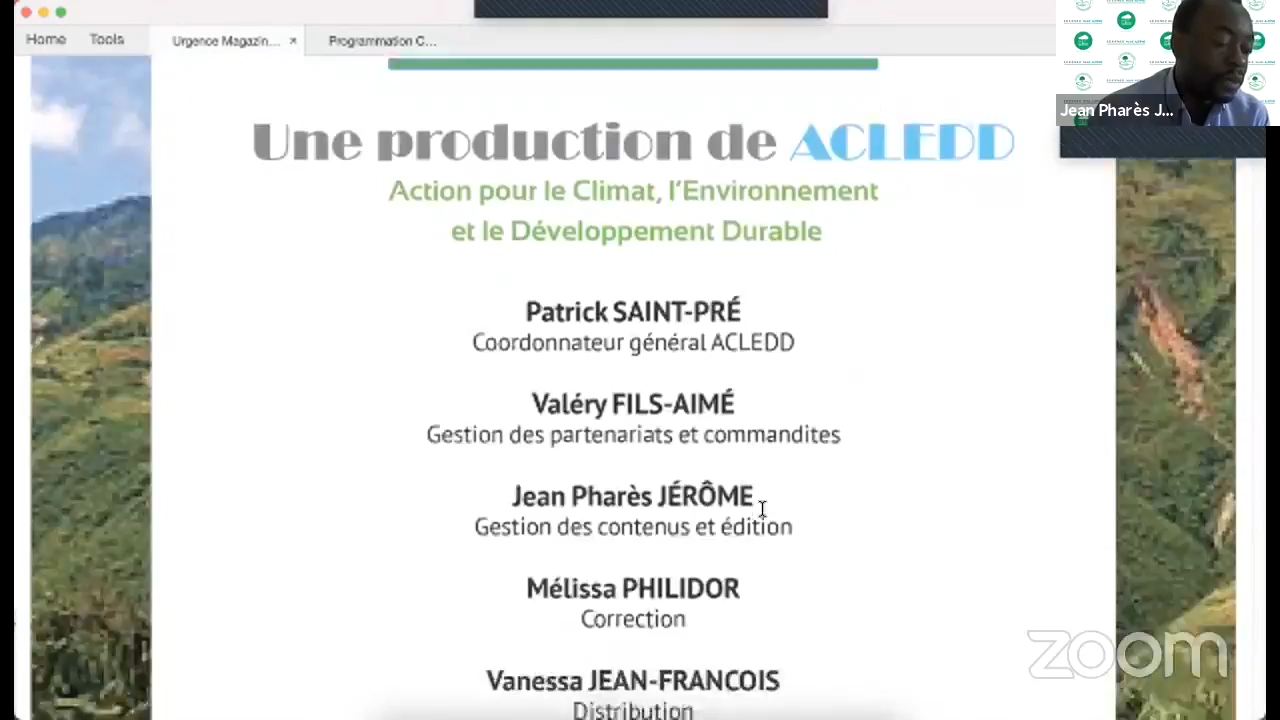 Home Tools Urgence Magazin... × Programmation C...
Jean Pharès J...
Une production de ACLEDD
Action pour le Climat, l'Environnement
et le Développement Durable
Patrick SAINT-PRÉ
Coordonnateur général ACLEDD
Valéry FILS-AIMÉ
Gestion des partenariats et commandites
Jean Pharès JÉRÔME
Gestion des contenus et édition
Mélissa PHILIDOR
Correction
Vanessa JEAN-FRANCOIS
Distribution
zoom